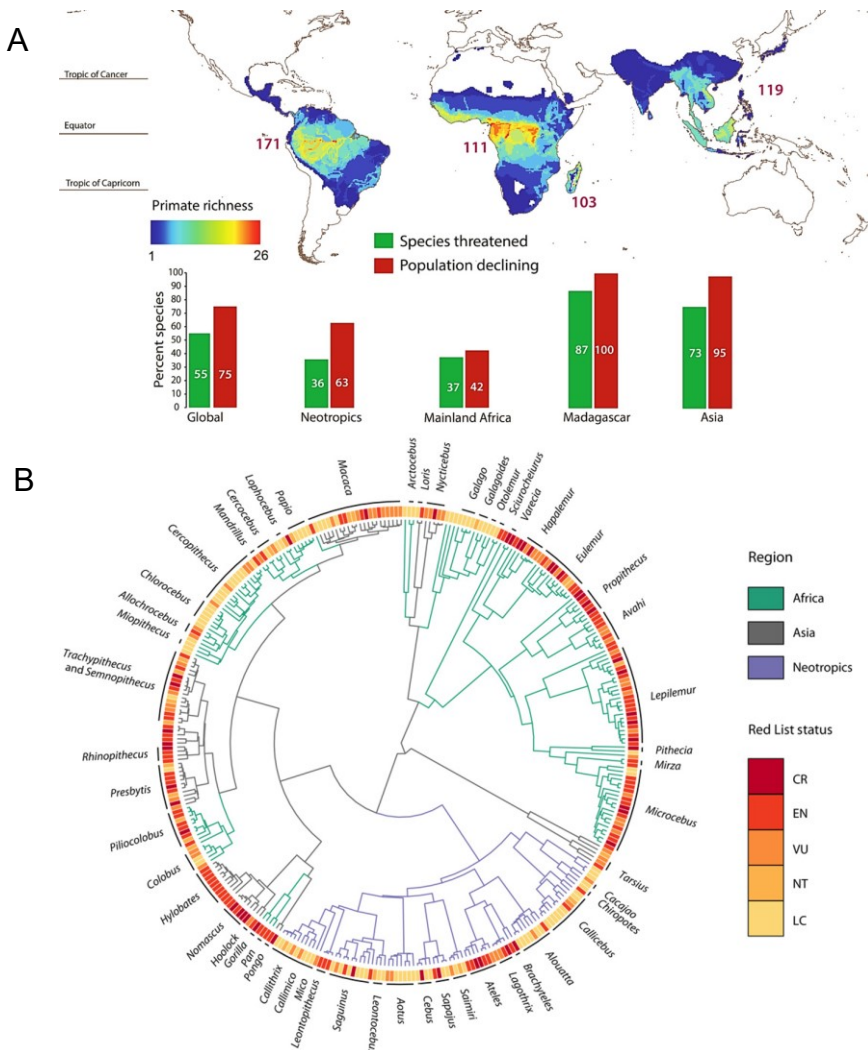 A
Tropic of Cancer
119
Equator
171
111
Tropic of Capricorn
103
Primate richness
1
26
Species threatened
Population declining
Percent species
100
90
80
70
60
50
40
30
20
10
0
55
75
36
63
37
42
87
100
73
95
Global
Neotropics
Mainland Africa
Madagascar
Asia
B
Macaca
Arctocebus
Loris
Nycticebus
Galago
Galagoides
Otolemur
Sciurocheiurus
Varecia
Hapalemur
Eulemur
Propithecus
Avahi
Lepilemur
Pithecia
Mirza
Microcebus
Tarsius
Cacajao
Chiropotes
Callicebus
Alouatta
Brachyteles
Lagothrix
Ateles
Saimiri
Sapajus
Cebus
Aotus
Leontocebus
Saguinus
Leontopithecus
Mico
Callimico
Callithrix
Pongo
Pan
Gorilla
Hoolock
Nomascus
Hylobates
Colobus
Piliocolobus
Presbytis
Rhinopithecus
Trachypithecus
and Semnopithecus
Miopithecus
Allochrocebus
Chlorocebus
Cercopithecus
Mandrillus
Cercocebus
Lophocebus
Papio
Region
Africa
Asia
Neotropics
Red List status
CR
EN
VU
NT
LC